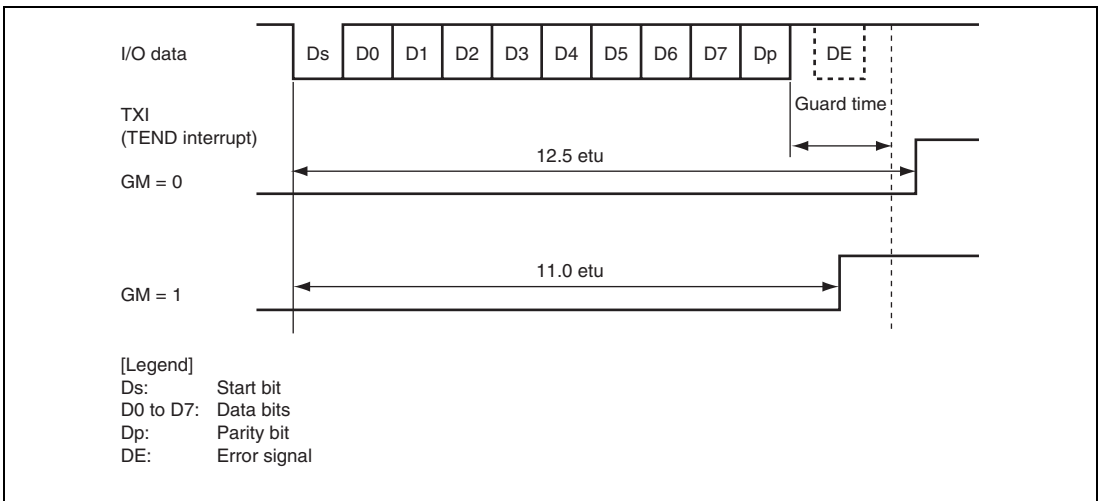 I/O data
Ds D0 D1 D2 D3 D4 D5 D6 D7 Dp DE
Guard time
TXI
(TEND interrupt)
12.5 etu
GM = 0
11.0 etu
GM = 1
[Legend]
Ds: Start bit
D0 to D7: Data bits
Dp: Parity bit
DE: Error signal